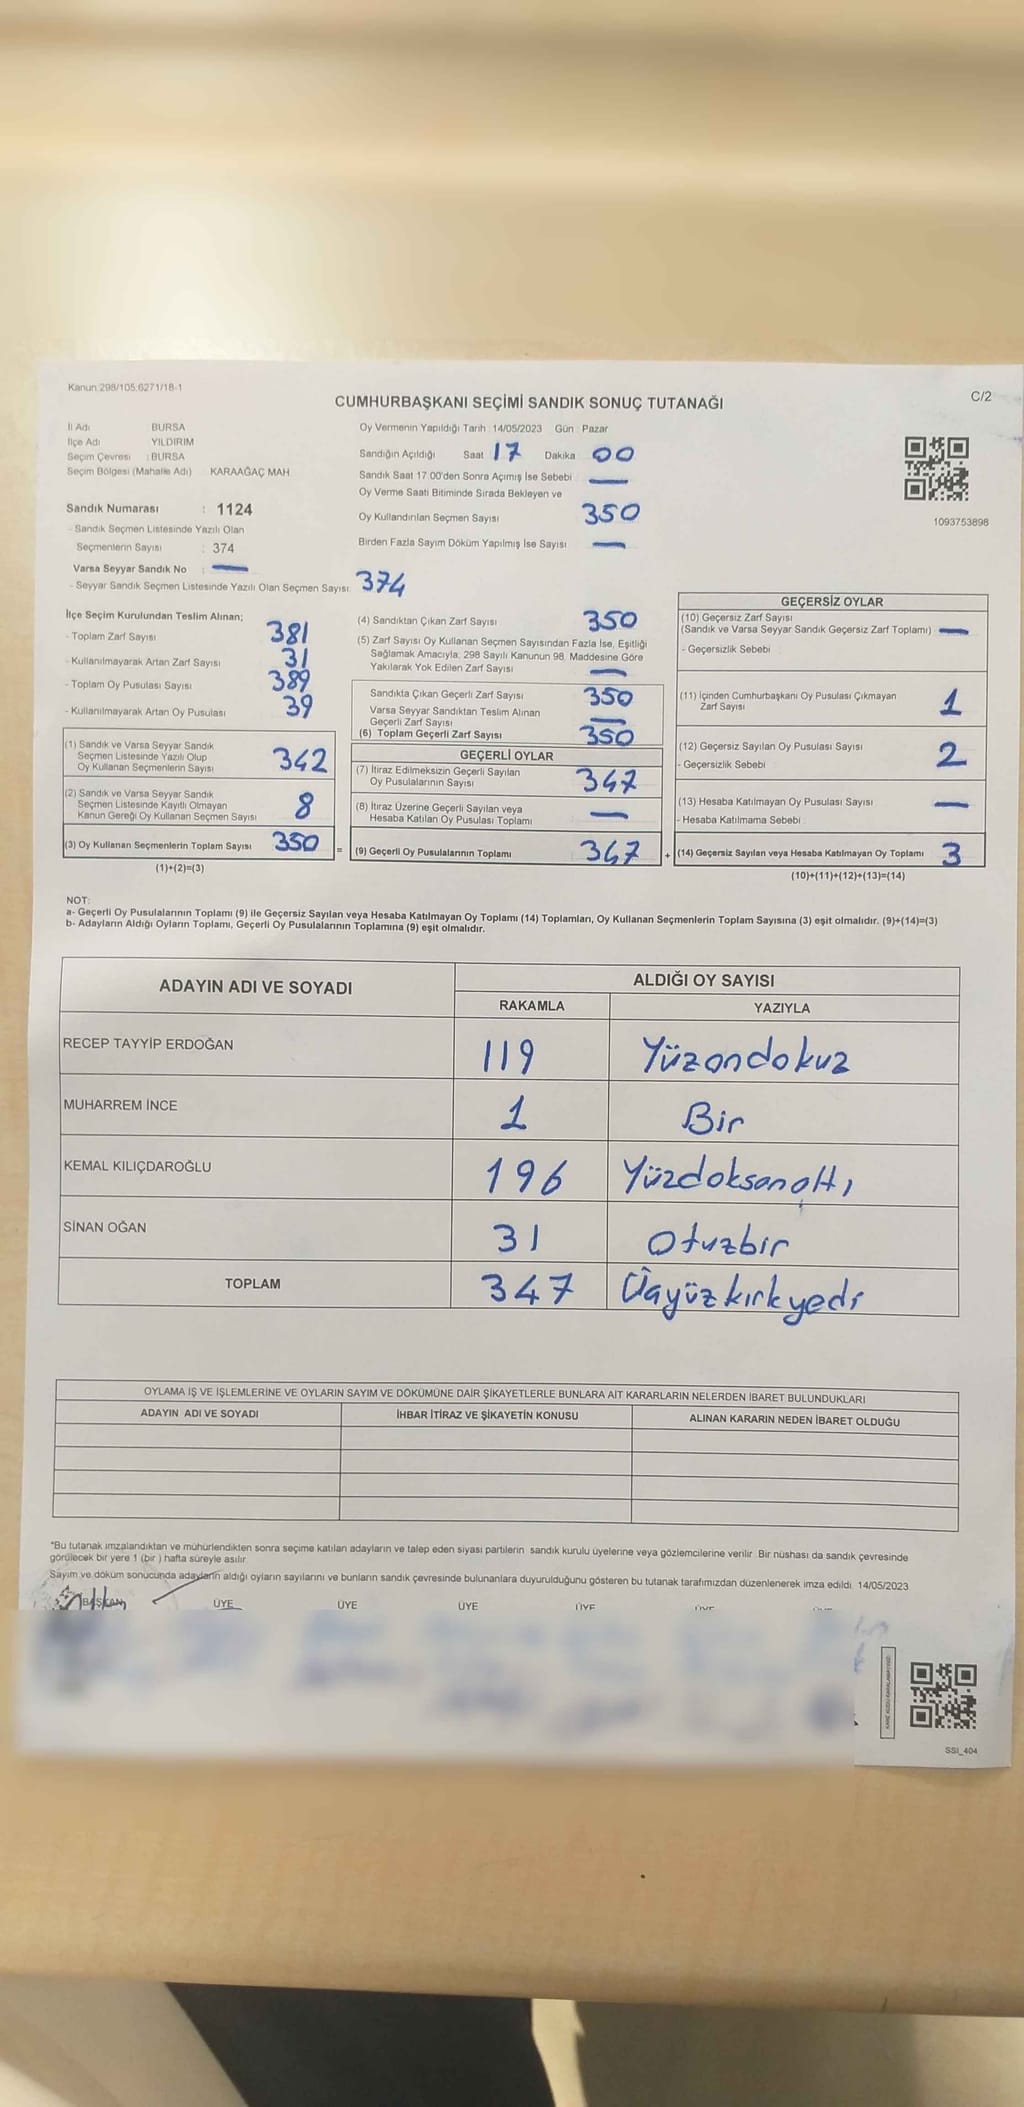 Kanun:298/105.6271/18-1
C/2
CUMHURBAŞKANI SEÇİMİ SANDIK SONUÇ TUTANAĞI
İl Adı : BURSA
İlçe Adı : YILDIRIM
Seçim Çevresi : BURSA
Seçim Bölgesi (Mahalle Adı) KARAAĞAÇ MAH.
Sandık Numarası : 1124
- Sandık Seçmen Listesinde Yazılı Olan
Seçmenlerin Sayısı : 374
Varsa Seyyar Sandık No : —
- Seyyar Sandık Seçmen Listesinde Yazılı Olan Seçmen Sayısı: 374
Oy Vermenin Yapıldığı Tarih : 14/05/2023 Gün : Pazar
Sandığın Açıldığı Saat 17 Dakika 00
Sandık Saat 17:00'den Sonra Açımış İse Sebebi —
Oy Verme Saati Bitiminde Sırada Bekleyen ve
Oy Kullandırılan Seçmen Sayısı 350
Birden Fazla Sayım Döküm Yapılmış İse Sayısı —
1093753898
İlçe Seçim Kurulundan Teslim Alınan;
- Toplam Zarf Sayısı 381
- Kullanılmayarak Artan Zarf Sayısı 31
- Toplam Oy Pusulası Sayısı 389
- Kullanılmayarak Artan Oy Pusulası 39
(1) Sandık ve Varsa Seyyar Sandık
Seçmen Listesinde Yazılı Olup
Oy Kullanan Seçmenlerin Sayısı 342
(2) Sandık ve Varsa Seyyar Sandık
Seçmen Listesinde Kayıtlı Olmayan
Kanun Gereği Oy Kullanan Seçmen Sayısı 8
(3) Oy Kullanan Seçmenlerin Toplam Sayısı 350 =
(1)+(2)=(3)
(4) Sandıktan Çıkan Zarf Sayısı 350
(5) Zarf Sayısı Oy Kullanan Seçmen Sayısından Fazla İse, Eşitliği
Sağlamak Amacıyla; 298 Sayılı Kanunun 98. Maddesine Göre
Yakılarak Yok Edilen Zarf Sayısı —
Sandıkta Çıkan Geçerli Zarf Sayısı 350
Varsa Seyyar Sandıktan Teslim Alınan
Geçerli Zarf Sayısı —
(6) Toplam Geçerli Zarf Sayısı 350
GEÇERLİ OYLAR
(7) İtiraz Edilmeksizin Geçerli Sayılan
Oy Pusulalarının Sayısı 347
(8) İtiraz Üzerine Geçerli Sayılan veya
Hesaba Katılan Oy Pusulası Toplamı —
(9) Geçerli Oy Pusulalarının Toplamı 347 +
GEÇERSİZ OYLAR
(10) Geçersiz Zarf Sayısı
(Sandık ve Varsa Seyyar Sandık Geçersiz Zarf Toplamı) —
- Geçersizlik Sebebi :
(11) İçinden Cumhurbaşkanı Oy Pusulası Çıkmayan
Zarf Sayısı 1
(12) Geçersiz Sayılan Oy Pusulası Sayısı 2
- Geçersizlik Sebebi :
(13) Hesaba Katılmayan Oy Pusulası Sayısı —
- Hesaba Katılmama Sebebi :
(14) Geçersiz Sayılan veya Hesaba Katılmayan Oy Toplamı 3
(10)+(11)+(12)+(13)=(14)
NOT:
a- Geçerli Oy Pusulalarının Toplamı (9) ile Geçersiz Sayılan veya Hesaba Katılmayan Oy Toplamı (14) Toplamları, Oy Kullanan Seçmenlerin Toplam Sayısına (3) eşit olmalıdır. (9)+(14)=(3)
b- Adayların Aldığı Oyların Toplamı, Geçerli Oy Pusulalarının Toplamına (9) eşit olmalıdır.
ADAYIN ADI VE SOYADI ALDIĞI OY SAYISI
RAKAMLA YAZIYLA
RECEP TAYYİP ERDOĞAN 119 Yüzondokuz
MUHARREM İNCE 1 Bir
KEMAL KILIÇDAROĞLU 196 Yüzdoksanaltı
SİNAN OĞAN 31 Otuzbir
TOPLAM 347 Üçyüzkırkyedi
OYLAMA İŞ VE İŞLEMLERİNE VE OYLARIN SAYIM VE DÖKÜMÜNE DAİR ŞİKAYETLERLE BUNLARA AİT KARARLARIN NELERDEN İBARET BULUNDUKLARI
ADAYIN ADI VE SOYADI İHBAR İTİRAZ VE ŞİKAYETİN KONUSU ALINAN KARARIN NEDEN İBARET OLDUĞU
*Bu tutanak imzalandıktan ve mühürlendikten sonra seçime katılan adayların ve talep eden siyasi partilerin sandık kurulu üyelerine veya gözlemcilerine verilir. Bir nüshası da sandık çevresinde
görülecek bir yere 1 (bir ) hafta süreyle asılır.
Sayım ve döküm sonucunda adayların aldığı oyların sayılarını ve bunların sandık çevresinde bulunanlara duyurulduğunu gösteren bu tutanak tarafımızdan düzenlenerek imza edildi. 14/05/2023
BAŞKAN ÜYE ÜYE ÜYE ÜYE ÜYE
SSI_404